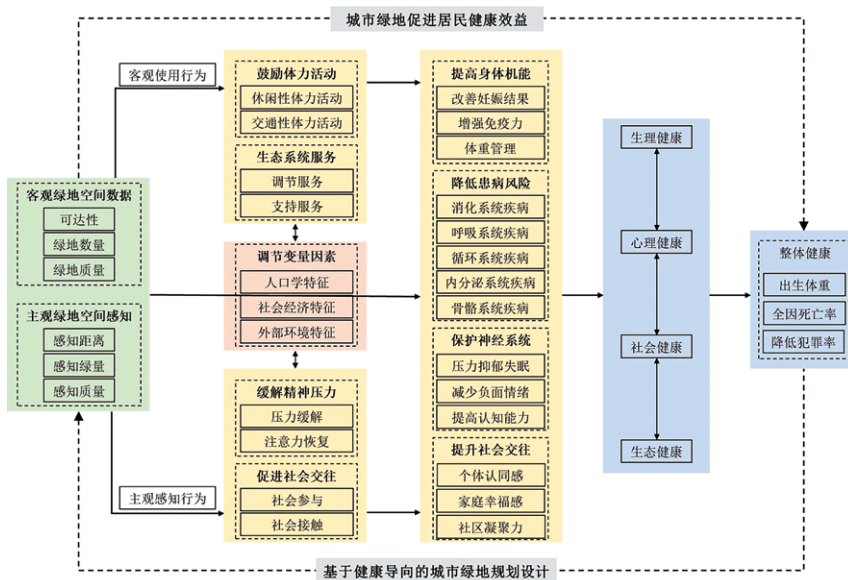 城市绿地促进居民健康效益
客观使用行为
鼓励体力活动
休闲性体力活动
交通性体力活动
生态系统服务
调节服务
支持服务
提高身体机能
改善妊娠结果
增强免疫力
体重管理
客观绿地空间数据
可达性
绿地数量
绿地质量
主观绿地空间感知
感知距离
感知绿量
感知质量
调节变量因素
人口学特征
社会经济特征
外部环境特征
降低患病风险
消化系统疾病
呼吸系统疾病
循环系统疾病
内分泌系统疾病
骨骼系统疾病
缓解精神压力
压力缓解
注意力恢复
促进社会交往
社会参与
社会接触
主观感知行为
保护神经系统
压力抑郁失眠
减少负面情绪
提高认知能力
提升社会交往
个体认同感
家庭幸福感
社区凝聚力
生理健康
心理健康
社会健康
生态健康
整体健康
出生体重
全因死亡率
降低犯罪率
基于健康导向的城市绿地规划设计